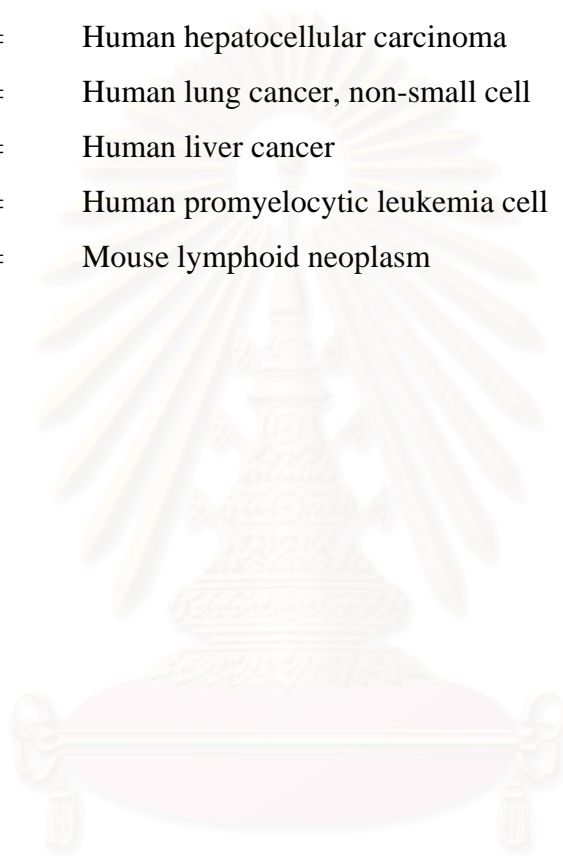 = Human hepatocellular carcinoma
= Human lung cancer, non-small cell
= Human liver cancer
= Human promyelocytic leukemia cell
= Mouse lymphoid neoplasm